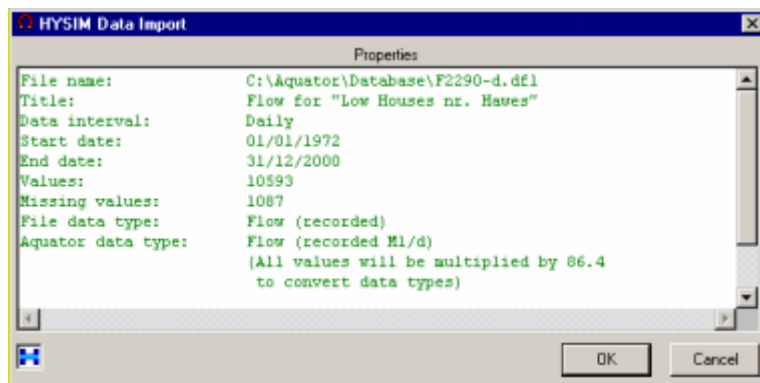 HYSIM Data Import
Properties
File name: C:\Aquator\Database\F2290-d.dfl
Title: Flow for "Low Houses nr. Hawes"
Data interval: Daily
Start date: 01/01/1972
End date: 31/12/2000
Values: 10593
Missing values: 1087
File data type: Flow (recorded)
Aquator data type: Flow (recorded Ml/d)
(All values will be multiplied by 86.4
to convert data types)
OK Cancel